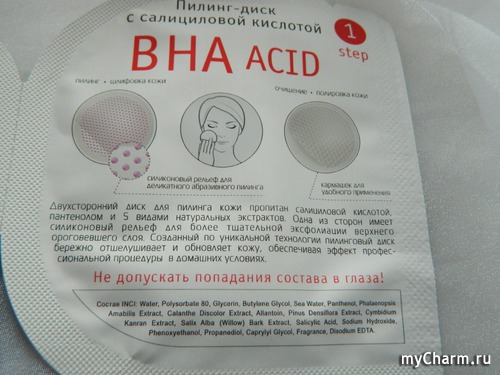 Пилинг-диск
с салициловой кислотой
1
step
BHA ACID
пилинг • шлифовка кожи
очищение • полировка кожи
силиконовый рельеф для
деликатного абразивного пилинга
кармашек для
удобного применения
Двухсторонний диск для пилинга кожи пропитан салициловой кислотой,
пантенолом и 5 видами натуральных экстрактов. Одна из сторон имеет
силиконовый рельеф для более тщательной эксфолиации верхнего
ороговевшего слоя. Созданный по уникальной технологии пилинговый диск
бережно отшелушивает и обновляет кожу, обеспечивая эффект профес-
сиональной процедуры в домашних условиях.
Не допускать попадания состава в глаза!
Состав INCI: Water, Polysorbate 80, Glycerin, Butylene Glycol, Sea Water, Panthenol, Phalaenopsis
Amabilis Extract, Calanthe Discolor Extract, Allantoin, Pinus Densiflora Extract, Cymbidium
Kanran Extract, Salix Alba (Willow) Bark Extract, Salicylic Acid, Sodium Hydroxide,
Phenoxyethanol, Propanediol, Caprylyl Glycol, Fragrance, Disodium EDTA.
myCharm.ru